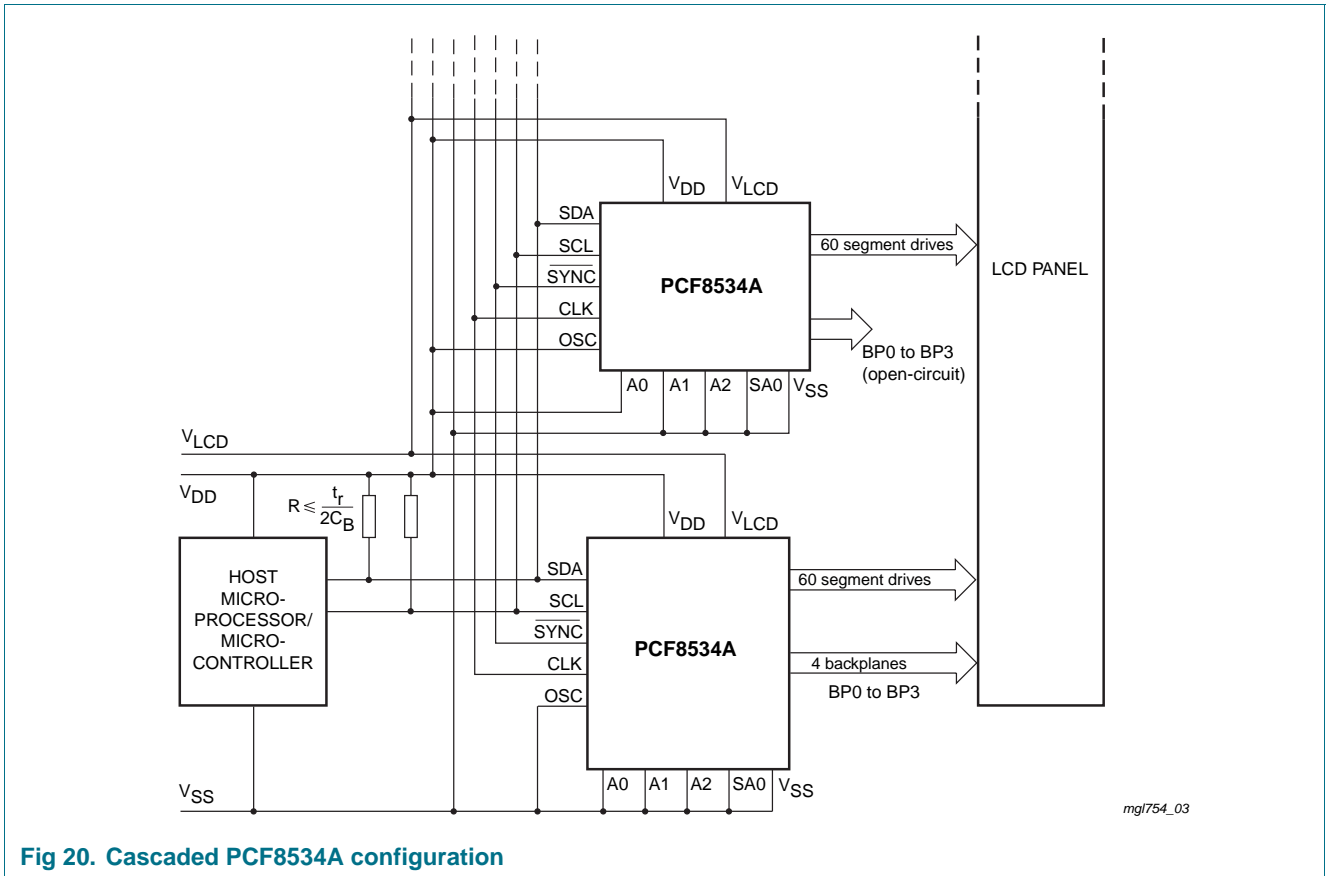 VDD VLCD
SDA
SCL
SYNC
CLK
OSC
PCF8534A
60 segment drives
BP0 to BP3
(open-circuit)
A0 A1 A2 SA0 VSS
LCD PANEL
VLCD
VDD
R ≤ tr
2CB
VDD VLCD
HOST
MICRO-
PROCESSOR/
MICRO-
CONTROLLER
SDA
SCL
SYNC
CLK
OSC
PCF8534A
60 segment drives
4 backplanes
BP0 to BP3
A0 A1 A2 SA0 VSS
VSS
mgl754_03
Fig 20. Cascaded PCF8534A configuration